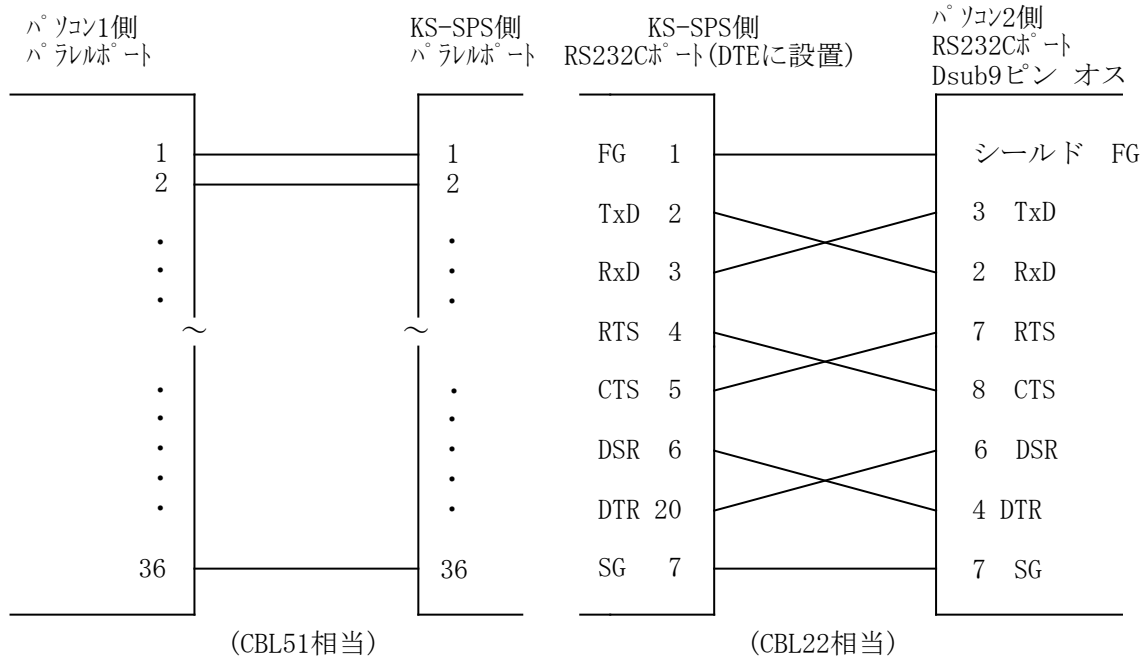 パソコン1側
パラレルポート
KS-SPS側
パラレルポート
1
2
36
1
2
36
(CBL51相当)
KS-SPS側
RS232Cポート(DTEに設置)
パソコン2側
RS232Cポート
Dsub9ピン オス
FG 1
TxD 2
RxD 3
RTS 4
CTS 5
DSR 6
DTR 20
SG 7
シールド FG
3 TxD
2 RxD
7 RTS
8 CTS
6 DSR
4 DTR
7 SG
(CBL22相当)